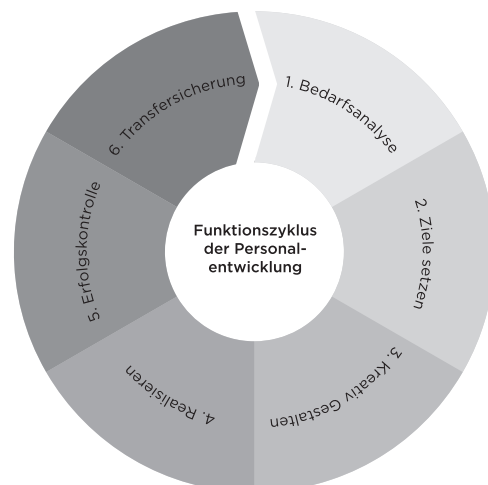 Funktionszyklus
der Personal-
entwicklung
1. Bedarfsanalyse
2. Ziele setzen
3. Kreativ Gestalten
4. Realisieren
5. Erfolgskontrolle
6. Transfersicherung